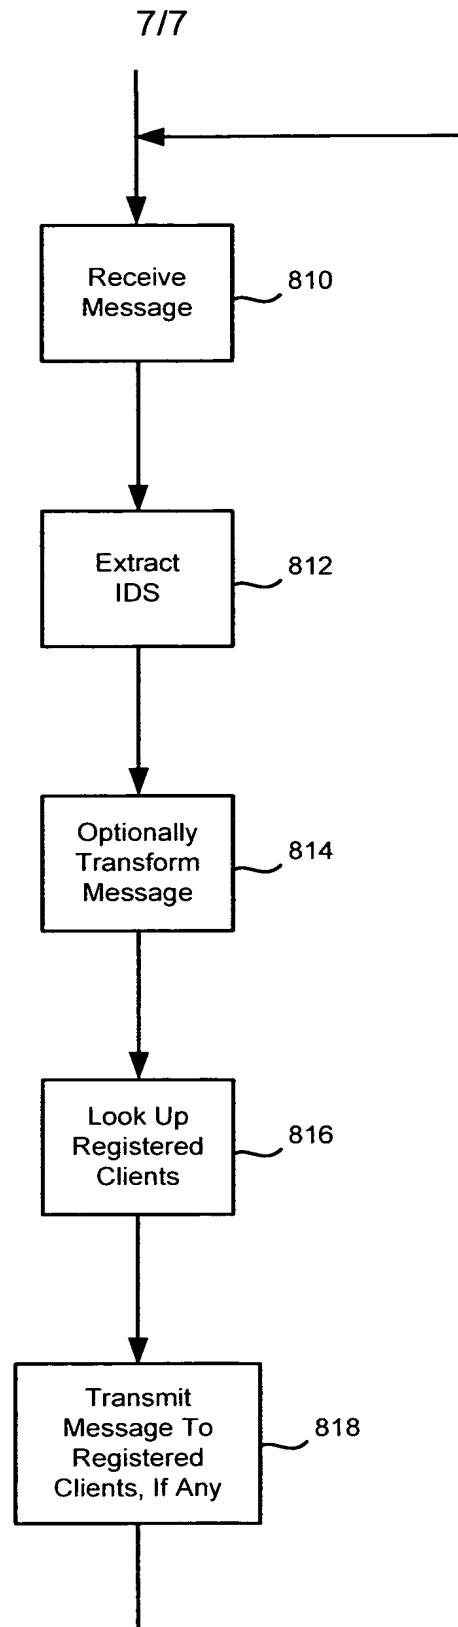 7/7
Receive
Message
810
Extract
IDS
812
Optionally
Transform
Message
814
Look Up
Registered
Clients
816
Transmit
Message To
Registered
Clients, If Any
818